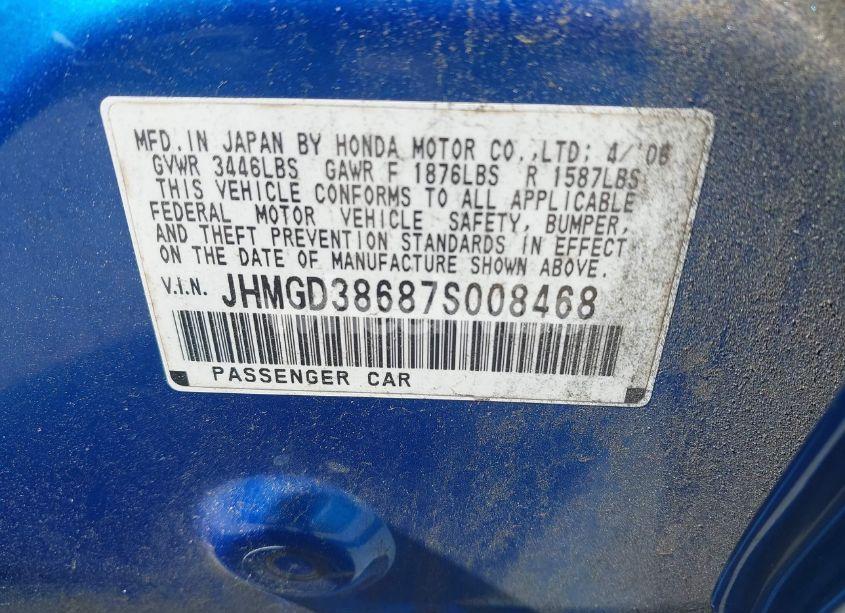 MFD. IN JAPAN BY HONDA MOTOR CO., LTD; 4/'06
GVWR 3446LBS GAWR F 1876LBS R 1587LBS
THIS VEHICLE CONFORMS TO ALL APPLICABLE
FEDERAL MOTOR VEHICLE SAFETY, BUMPER,
AND THEFT PREVENTION STANDARDS IN EFFECT
ON THE DATE OF MANUFACTURE SHOWN ABOVE.
V.I.N. JHMGD38687S008468
PASSENGER CAR